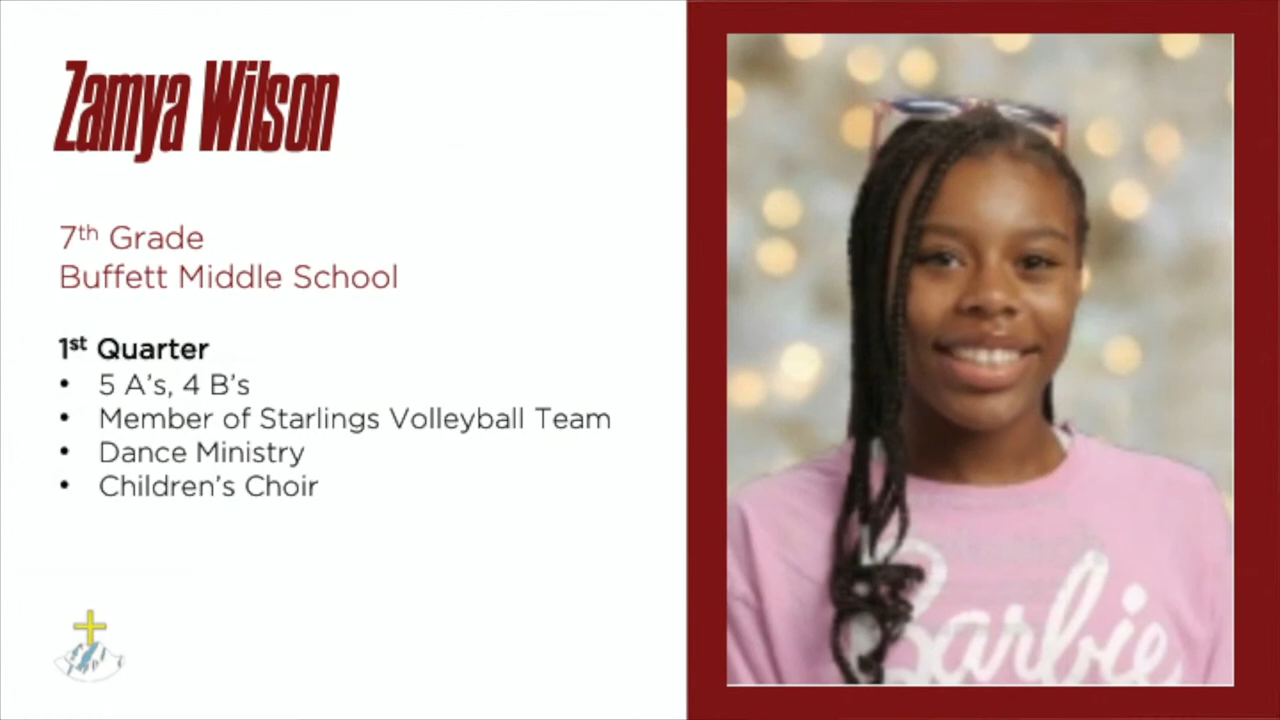 Zamya Wilson
7th Grade
Buffett Middle School
1st Quarter
• 5 A's, 4 B's
• Member of Starlings Volleyball Team
• Dance Ministry
• Children's Choir
Barbie